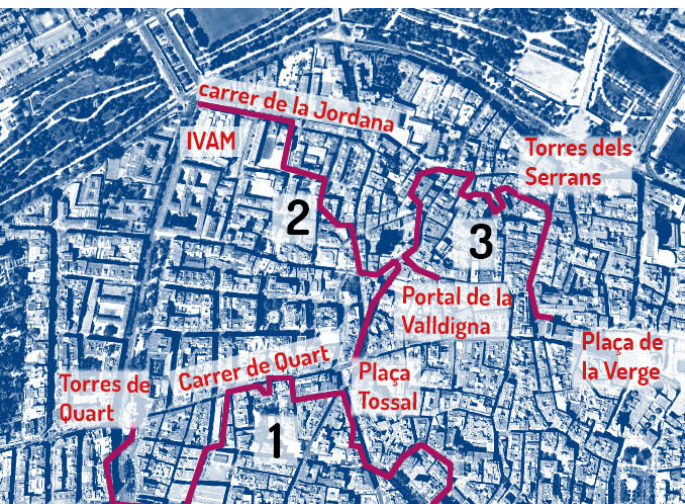 carrer de la Jordana
IVAM
Torres dels
Serrans
2
3
Portal de la
Valldigna
Plaça de
la Verge
Carrer de Quart
Plaça
Tossal
Torres de
Quart
1